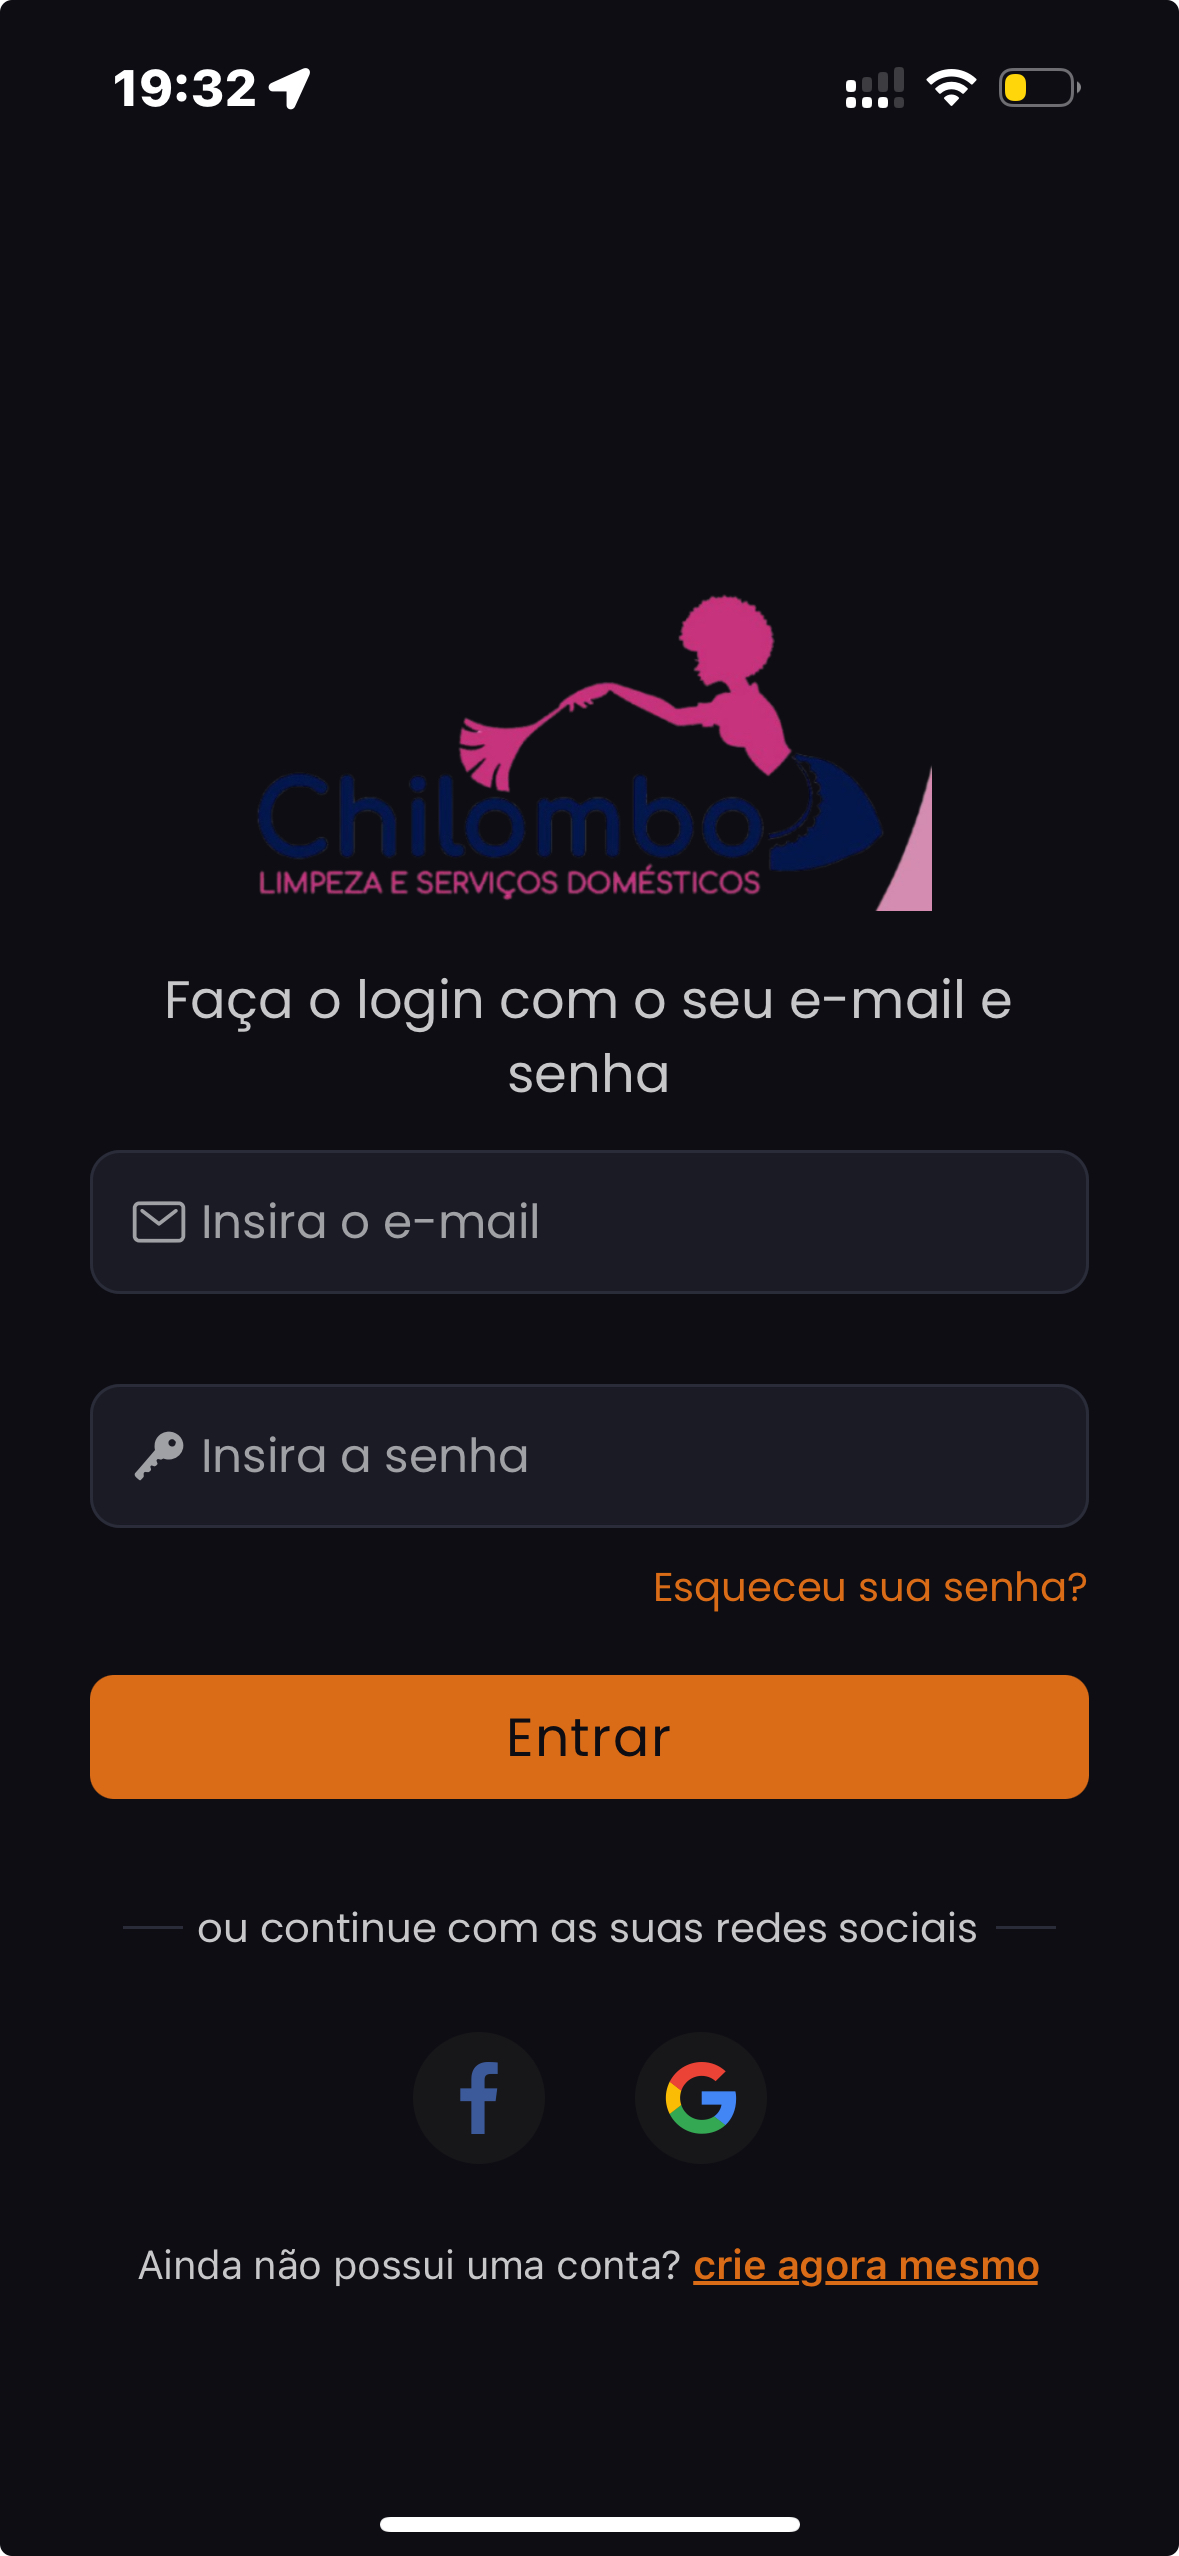 19:32
Chilombo
LIMPEZA E SERVIÇOS DOMÉSTICOS
Faça o login com o seu e-mail e
senha
Insira o e-mail
Insira a senha
Esqueceu sua senha?
Entrar
ou continue com as suas redes sociais
Ainda não possui uma conta? crie agora mesmo